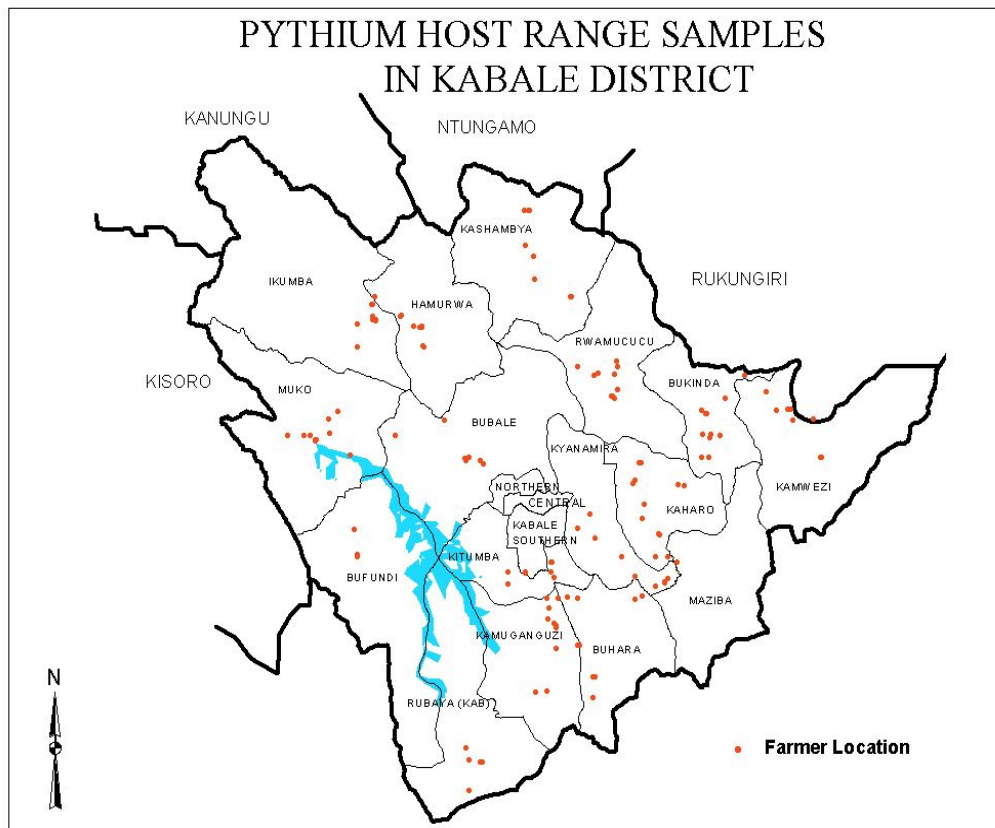 PYTHIUM HOST RANGE SAMPLES
IN KABALE DISTRICT
KANUNGU
NTUNGAMO
KASHAMBYA
RUKUNGIRI
IKUMBA
HAMURWA
RWAMUCUCU
KISORO
MUKO
BUKINDA
BUBALE
KYANAMIRA
KAMWEZI
NORTHERN
CENTRAL
KAHARO
KABALE
SOUTHERN
KITUMBA
BUFUNDI
MAZIBA
KAMUGANGUZI
BUHARA
N
RUBAYA (KAB)
Farmer Location